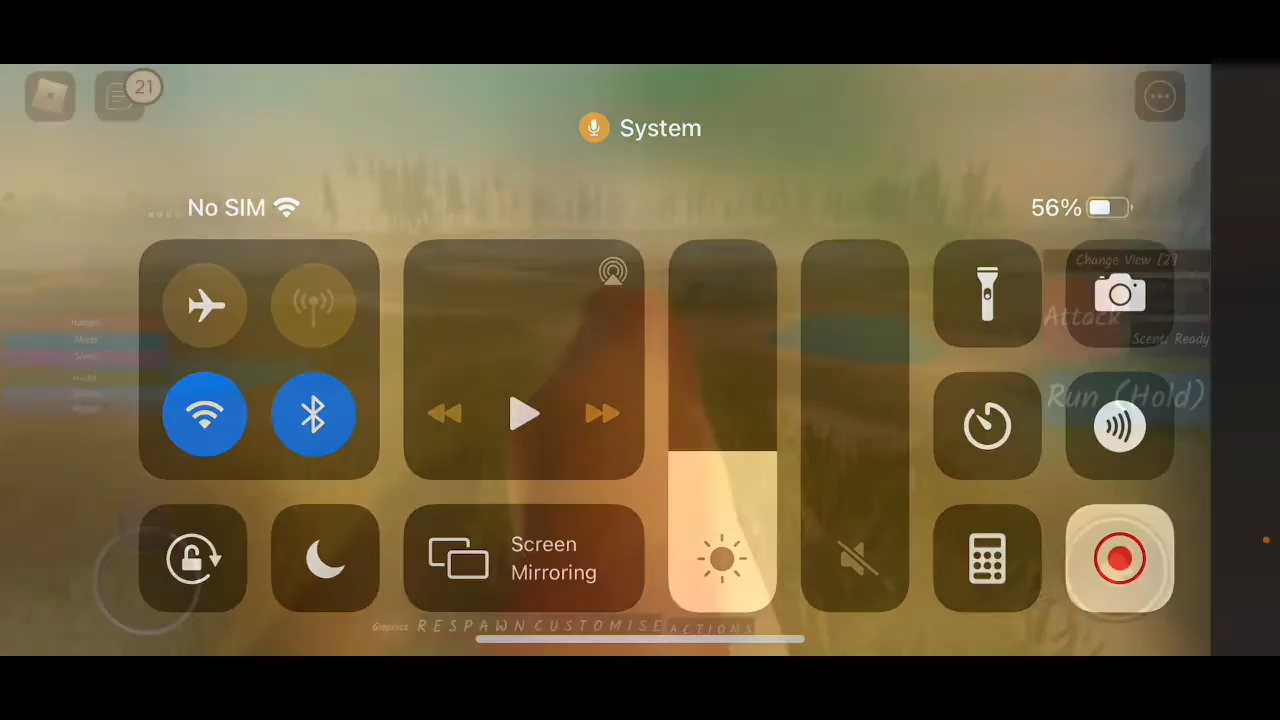 21
System
No SIM
56%
Change View [2]
Attack
Scent: Ready
Thirst
Run (Hold)
Screen
Mirroring
Graphics RESPAWN CUSTOMISE ACTIONS